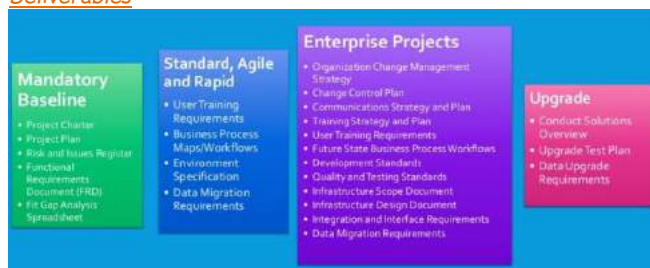 Deliverables
Mandatory
Baseline
• Project Charter
• Project Plan
• Risk and Issues Register
• Functional
Requirements
Document (FRD)
• Fit Gap Analysis
Spreadsheet
Standard, Agile
and Rapid
• User Training
Requirements
• Business Process
Maps/Workflows
• Environment
Specification
• Data Migration
Requirements
Enterprise Projects
• Organization Change Management
Strategy
• Change Control Plan
• Communications Strategy and Plan
• Training Strategy and Plan
• User Training Requirements
• Future State Business Process Workflows
• Development Standards
• Quality and Testing Standards
• Infrastructure Scope Document
• Infrastructure Design Document
• Integration and Interface Requirements
• Data Migration Requirements
Upgrade
• Conduct Solutions
Overview
• Upgrade Test Plan
• Data Upgrade
Requirements